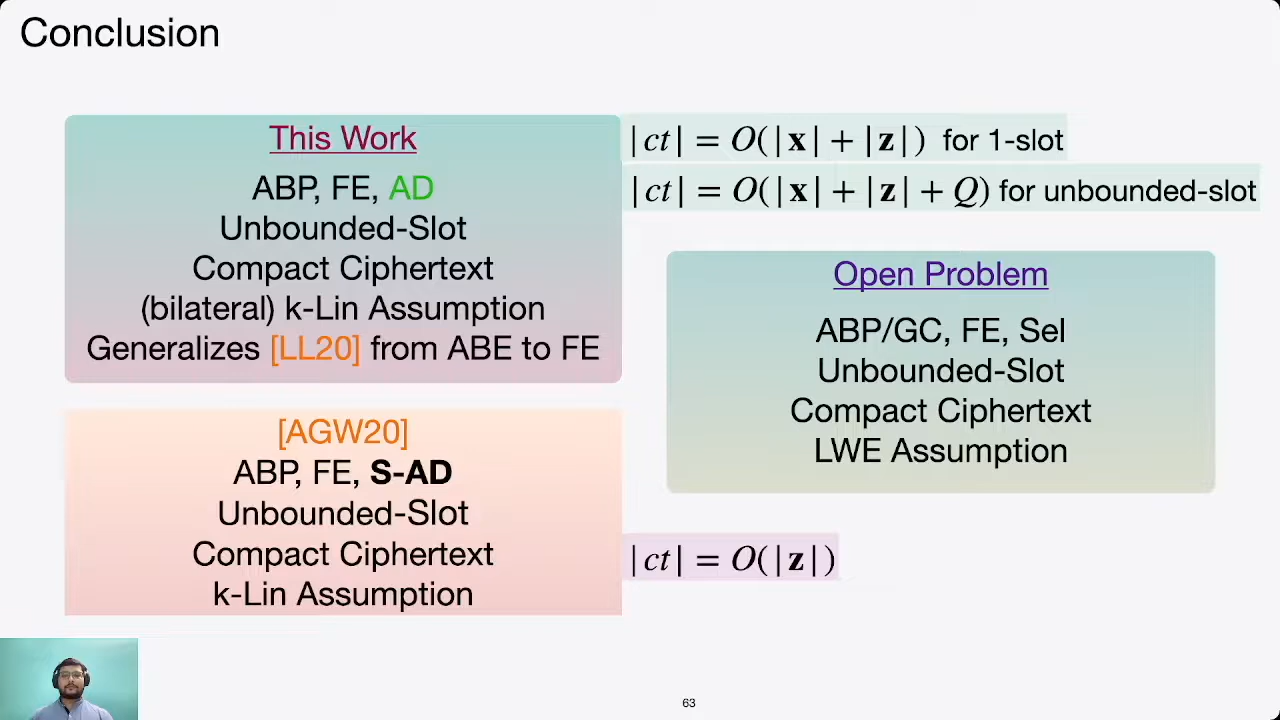 Conclusion
This Work
ABP, FE, AD
Unbounded-Slot
Compact Ciphertext
(bilateral) k-Lin Assumption
Generalizes [LL20] from ABE to FE
|ct| = O(|x| + |z|) for 1-slot
|ct| = O(|x| + |z| + Q) for unbounded-slot
Open Problem
ABP/GC, FE, Sel
Unbounded-Slot
Compact Ciphertext
LWE Assumption
[AGW20]
ABP, FE, S-AD
Unbounded-Slot
Compact Ciphertext
k-Lin Assumption
|ct| = O(|z|)
63